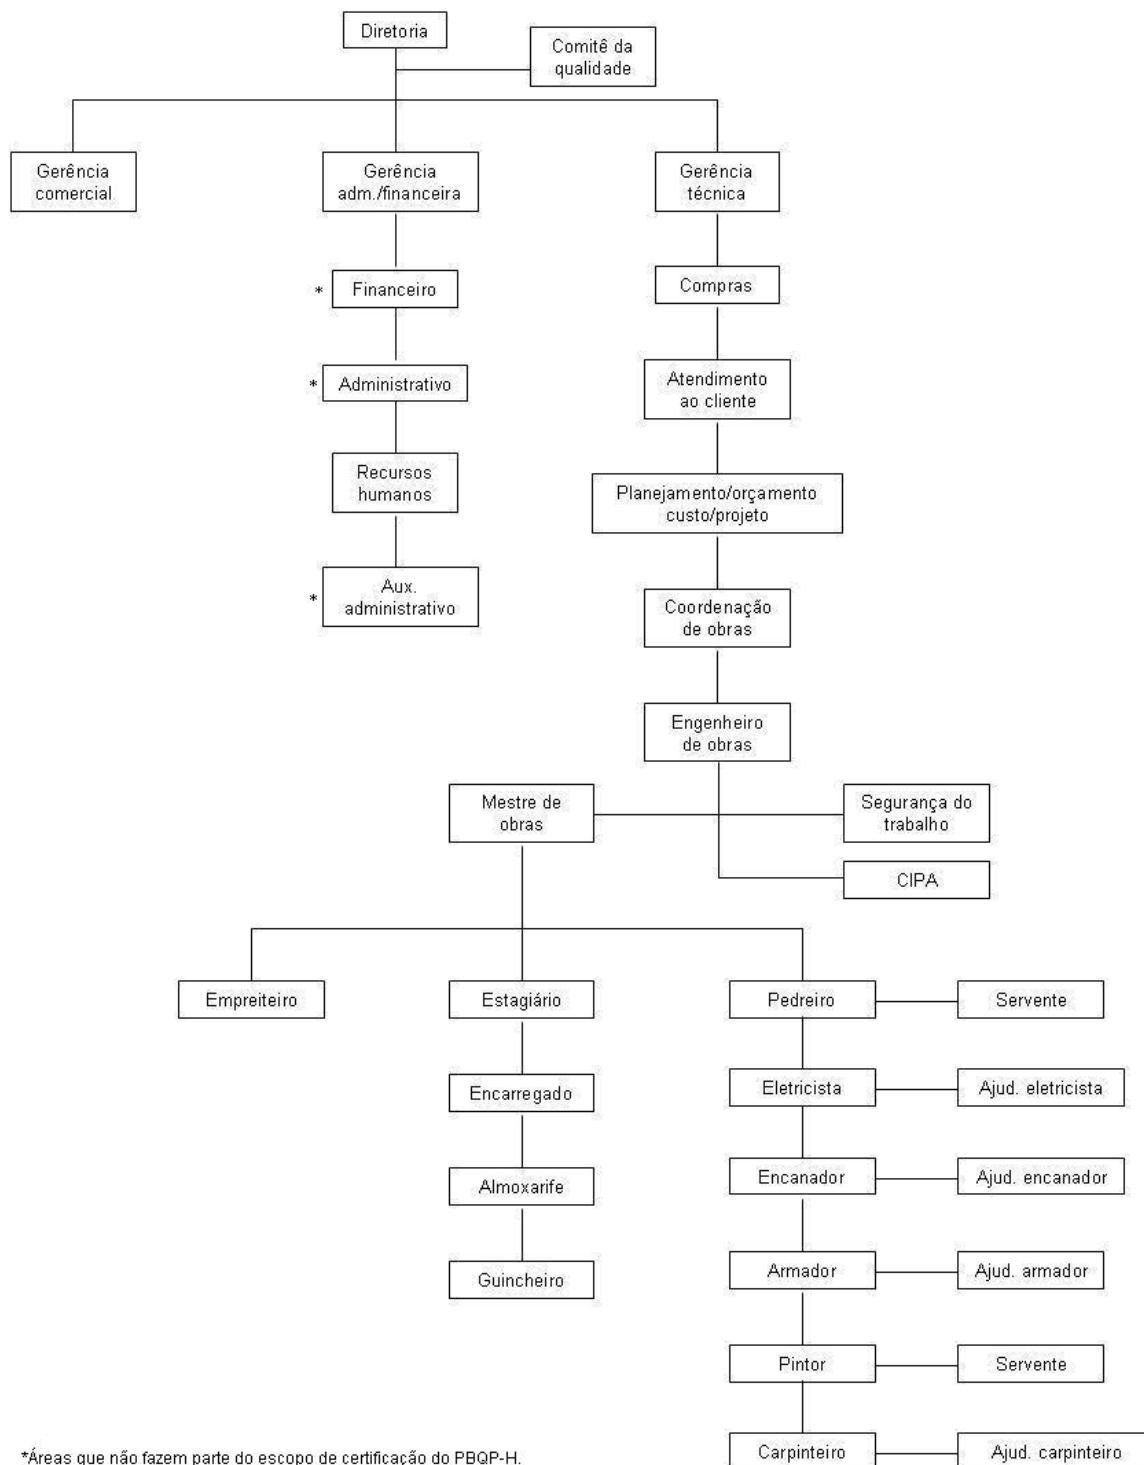 Diretoria
Comitê da
qualidade
Gerência
comercial
Gerência
adm./financeira
Gerência
técnica
* Financeiro
Compras
* Administrativo
Atendimento
ao cliente
Recursos
humanos
Planejamento/orçamento
custo/projeto
* Aux.
administrativo
Coordenação
de obras
Engenheiro
de obras
Mestre de
obras
Segurança do
trabalho
CIPA
Empreiteiro
Estagiário
Pedreiro
Servente
Encarregado
Eletricista
Ajud. eletricista
Almoxarife
Encanador
Ajud. encanador
Guincheiro
Armador
Ajud. armador
Pintor
Servente
Carpinteiro
Ajud. carpinteiro
*Áreas que não fazem parte do escopo de certificação do PBQP-H.